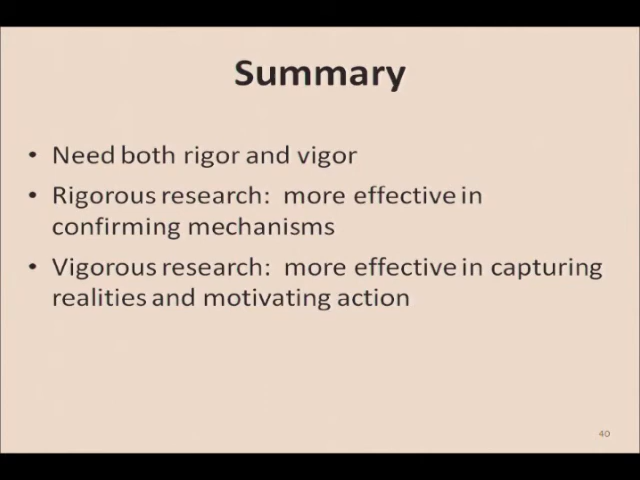 Summary
• Need both rigor and vigor
• Rigorous research: more effective in
confirming mechanisms
• Vigorous research: more effective in capturing
realities and motivating action
40